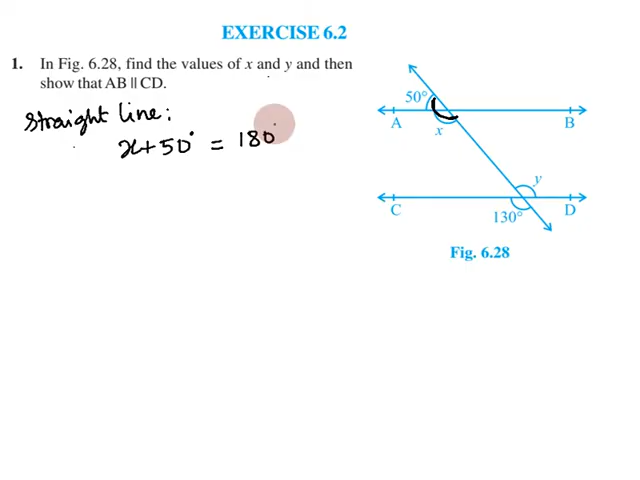 EXERCISE 6.2
1. In Fig. 6.28, find the values of x and y and then
show that AB || CD.
Straight line:
x+50° = 180°
50°
A
B
x
y
C
D
130°
Fig. 6.28